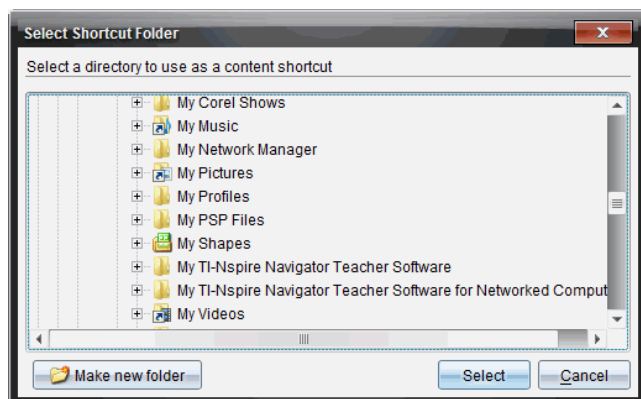 Select Shortcut Folder
Select a directory to use as a content shortcut
My Corel Shows
My Music
My Network Manager
My Pictures
My Profiles
My PSP Files
My Shapes
My TI-Nspire Navigator Teacher Software
My TI-Nspire Navigator Teacher Software for Networked Comput
My Videos
Make new folder
Select
Cancel